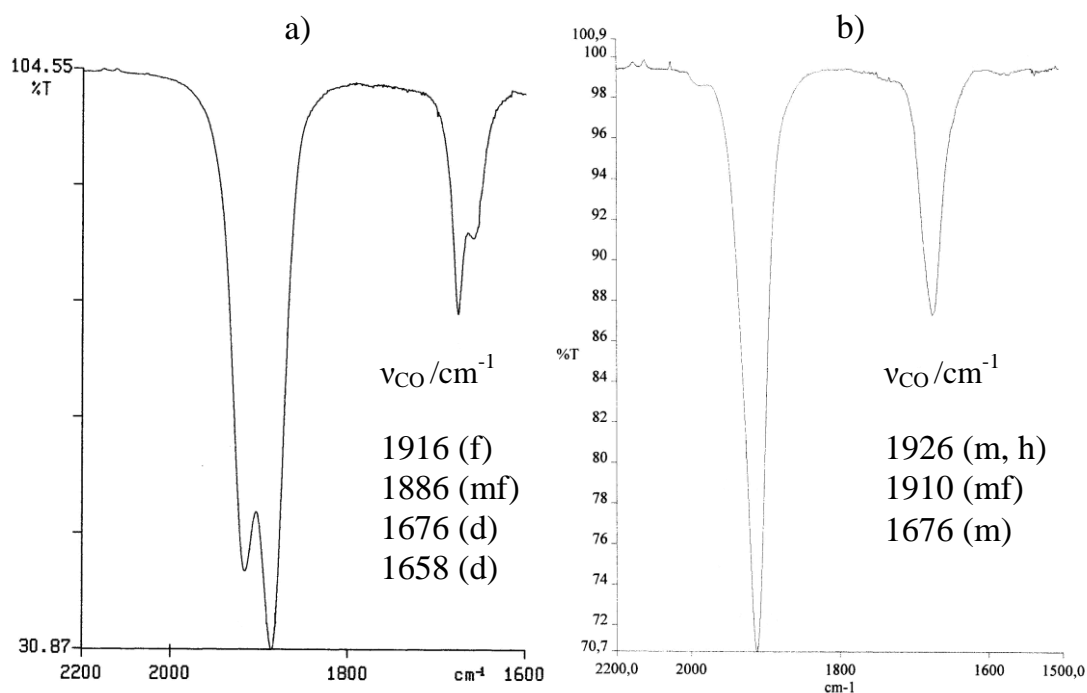 a)
104.55
%T
30.87
2200
2000
1800
cm⁻¹
1600
νCO /cm⁻¹
1916 (f)
1886 (mf)
1676 (d)
1658 (d)
b)
100,9
100
98
96
94
92
90
88
86
%T
84
82
80
78
76
74
72
70,7
2200,0
2000
1800
1600
1500,0
cm-1
νCO /cm⁻¹
1926 (m, h)
1910 (mf)
1676 (m)